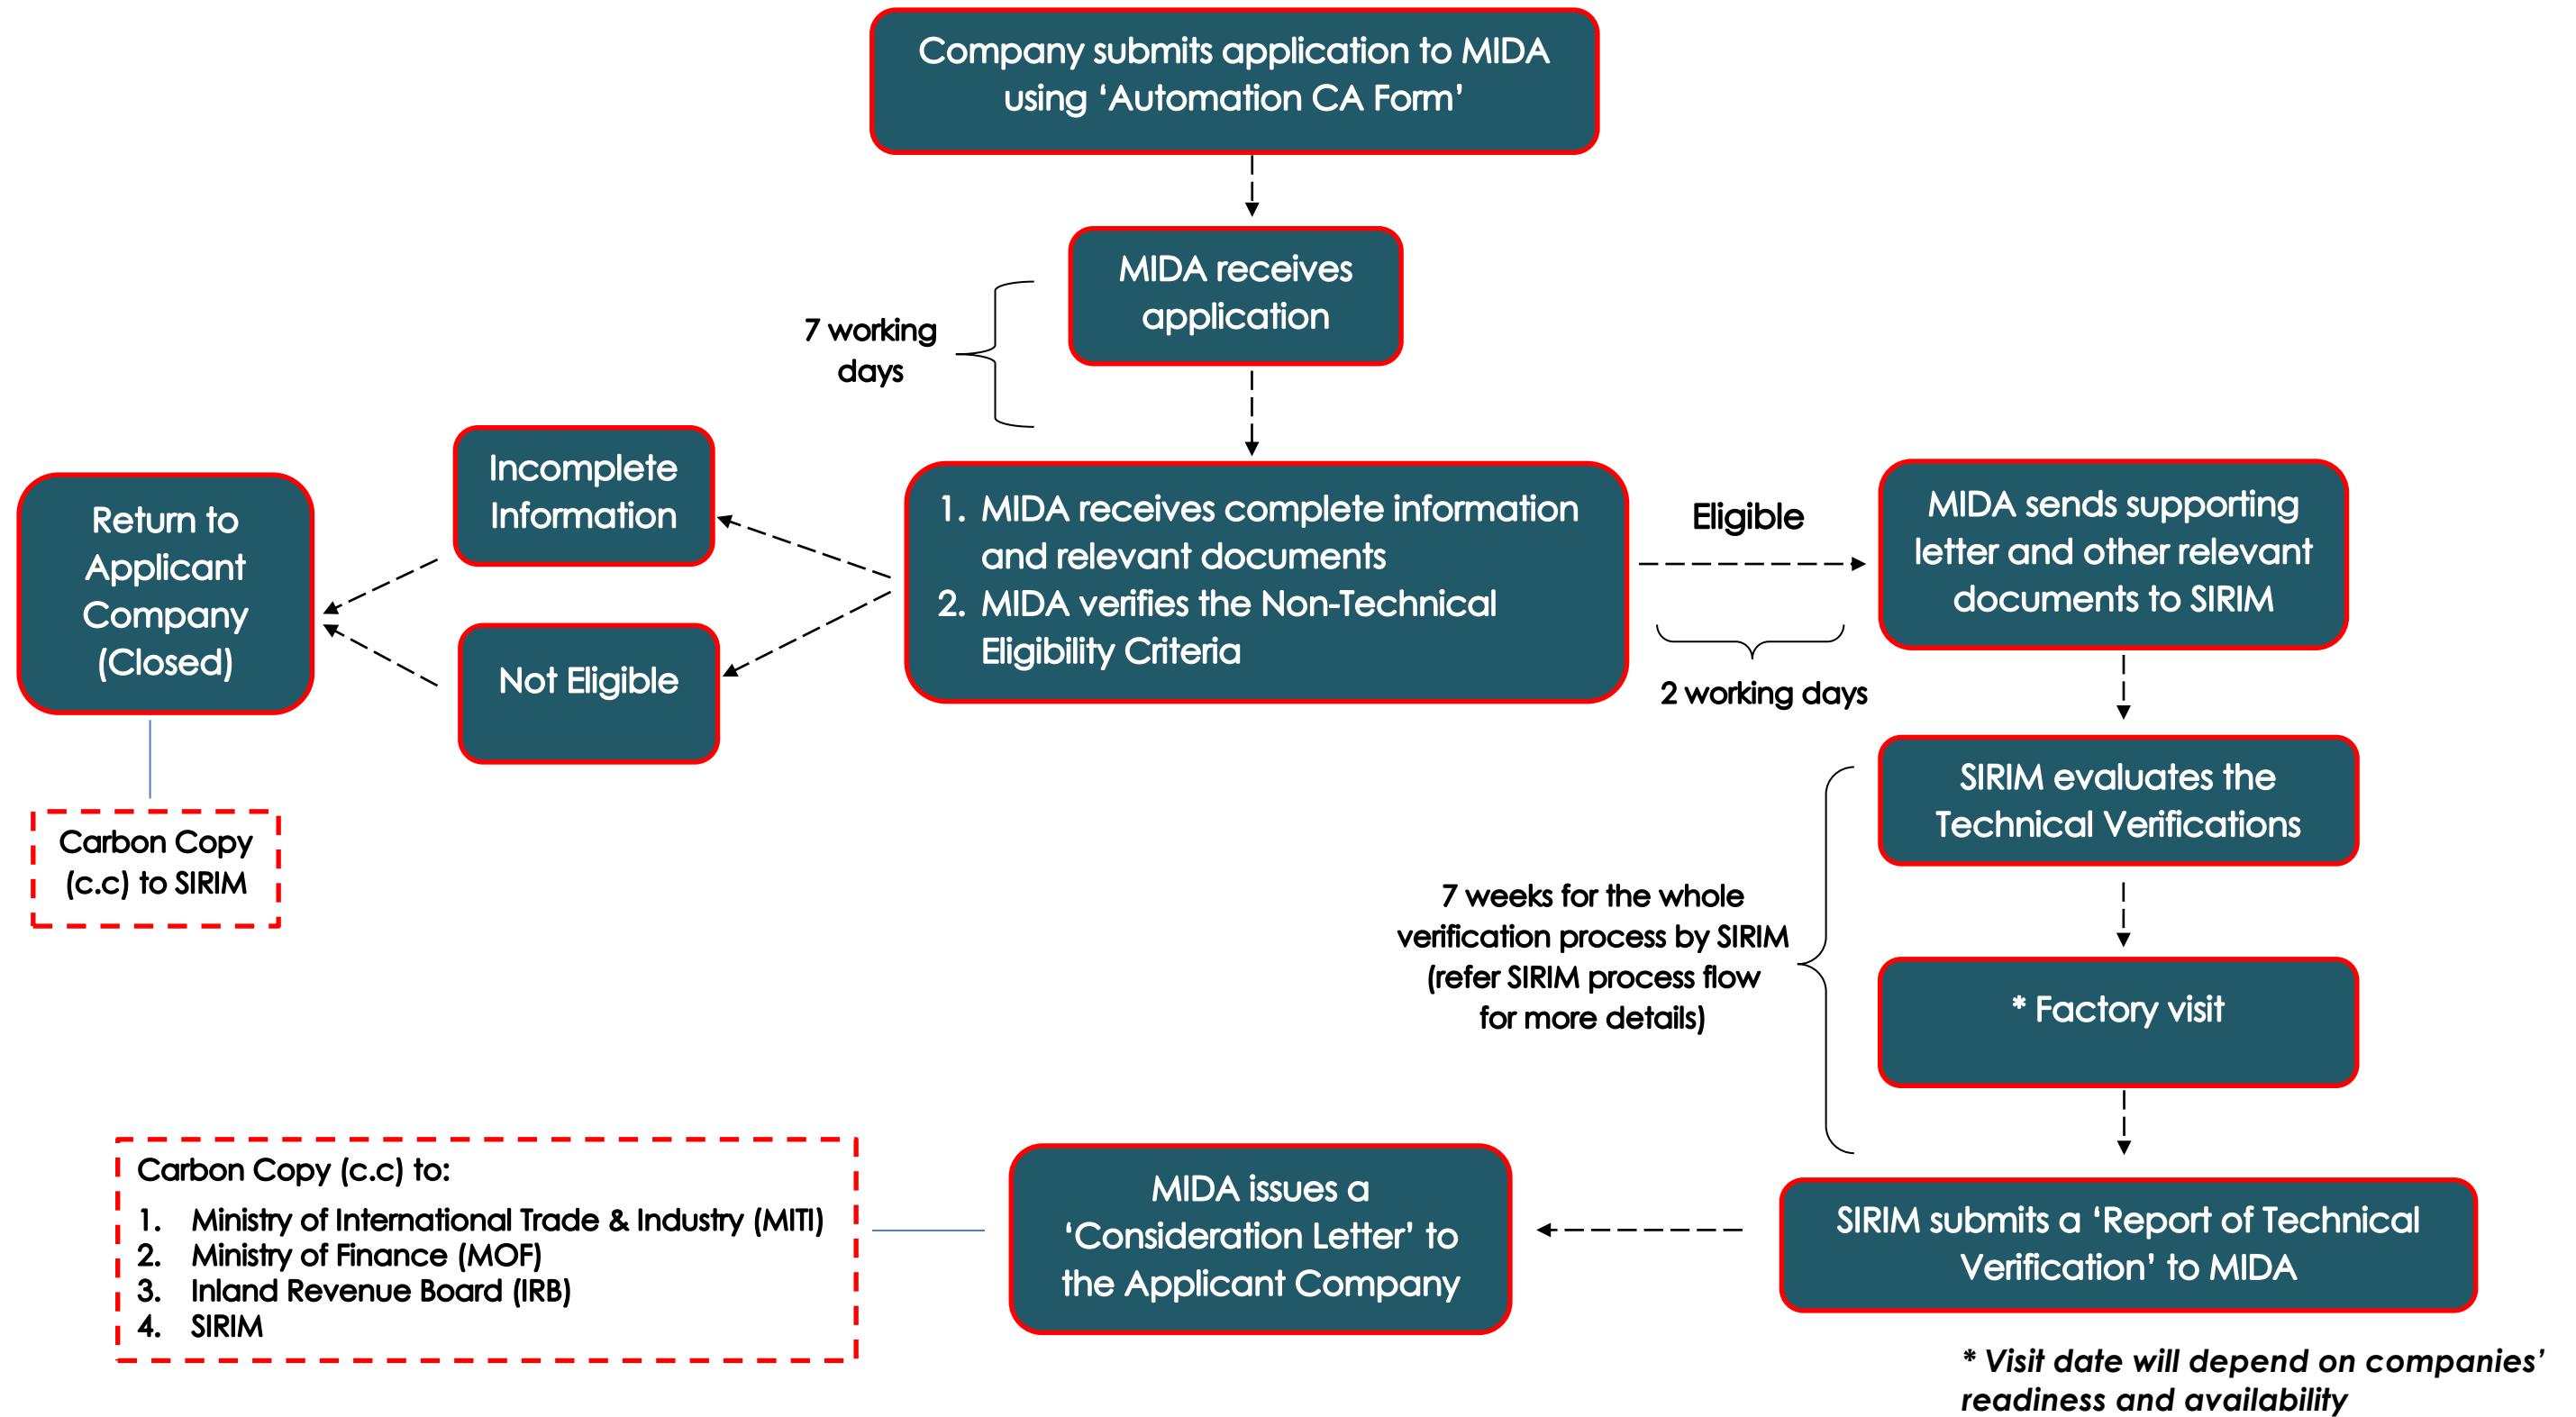 Company submits application to MIDA
using ‘Automation CA Form’
MIDA receives
application
7 working
days
Incomplete
Information
Return to
Applicant
Company
(Closed)
Not Eligible
1. MIDA receives complete information
and relevant documents
2. MIDA verifies the Non-Technical
Eligibility Criteria
Eligible
2 working days
MIDA sends supporting
letter and other relevant
documents to SIRIM
Carbon Copy
(c.c) to SIRIM
SIRIM evaluates the
Technical Verifications
7 weeks for the whole
verification process by SIRIM
(refer SIRIM process flow
for more details)
* Factory visit
SIRIM submits a ‘Report of Technical
Verification’ to MIDA
MIDA issues a
‘Consideration Letter’ to
the Applicant Company
Carbon Copy (c.c) to:
1. Ministry of International Trade & Industry (MITI)
2. Ministry of Finance (MOF)
3. Inland Revenue Board (IRB)
4. SIRIM
* Visit date will depend on companies’
readiness and availability